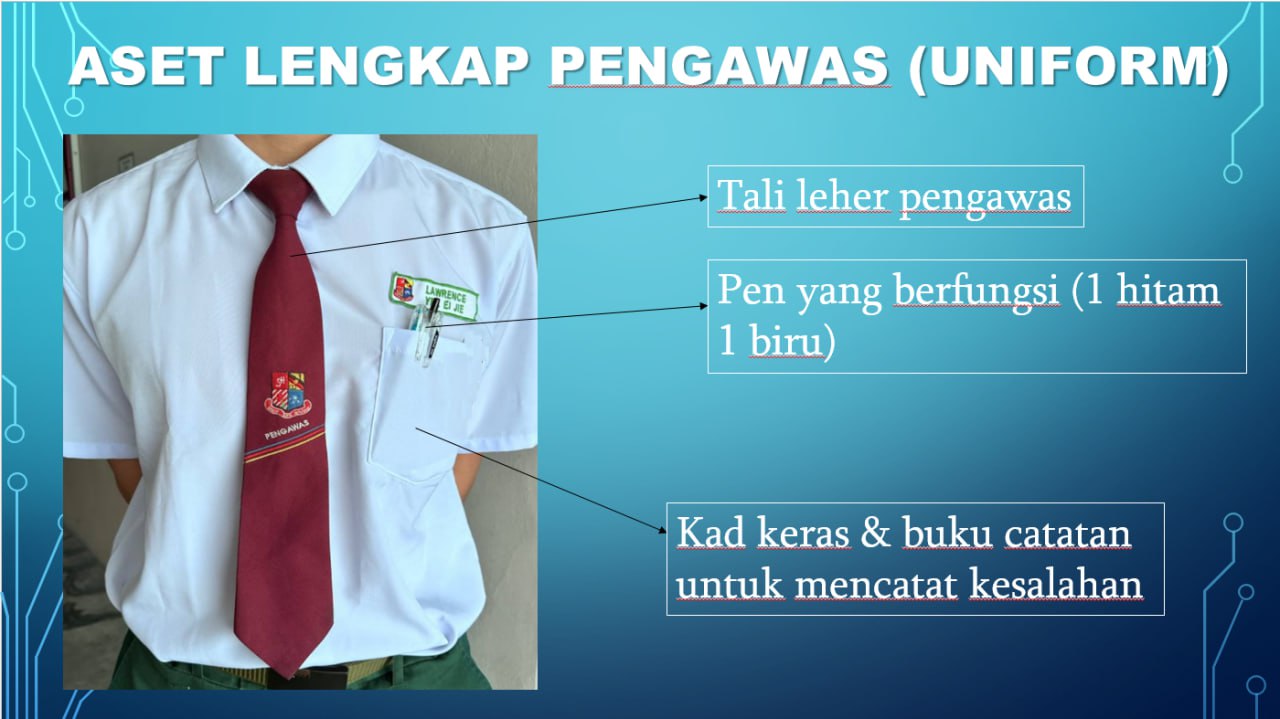 ASET LENGKAP PENGAWAS (UNIFORM)
Tali leher pengawas
LAWRENCE
EI JIE
Pen yang berfungsi (1 hitam
1 biru)
PENGAWAS
Kad keras & buku catatan
untuk mencatat kesalahan